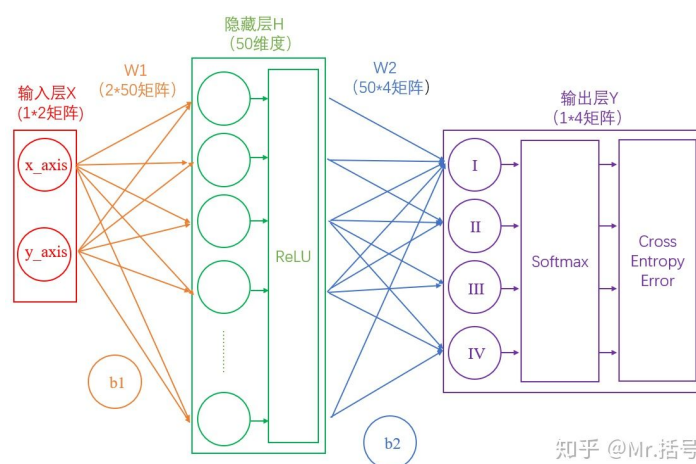 隐藏层H
(50维度)
W1
(2*50矩阵)
W2
(50*4矩阵)
输入层X
(1*2矩阵)
输出层Y
(1*4矩阵)
x_axis
y_axis
ReLU
I
II
III
IV
Softmax
Cross
Entropy
Error
b1
b2
知乎 @Mr.括号